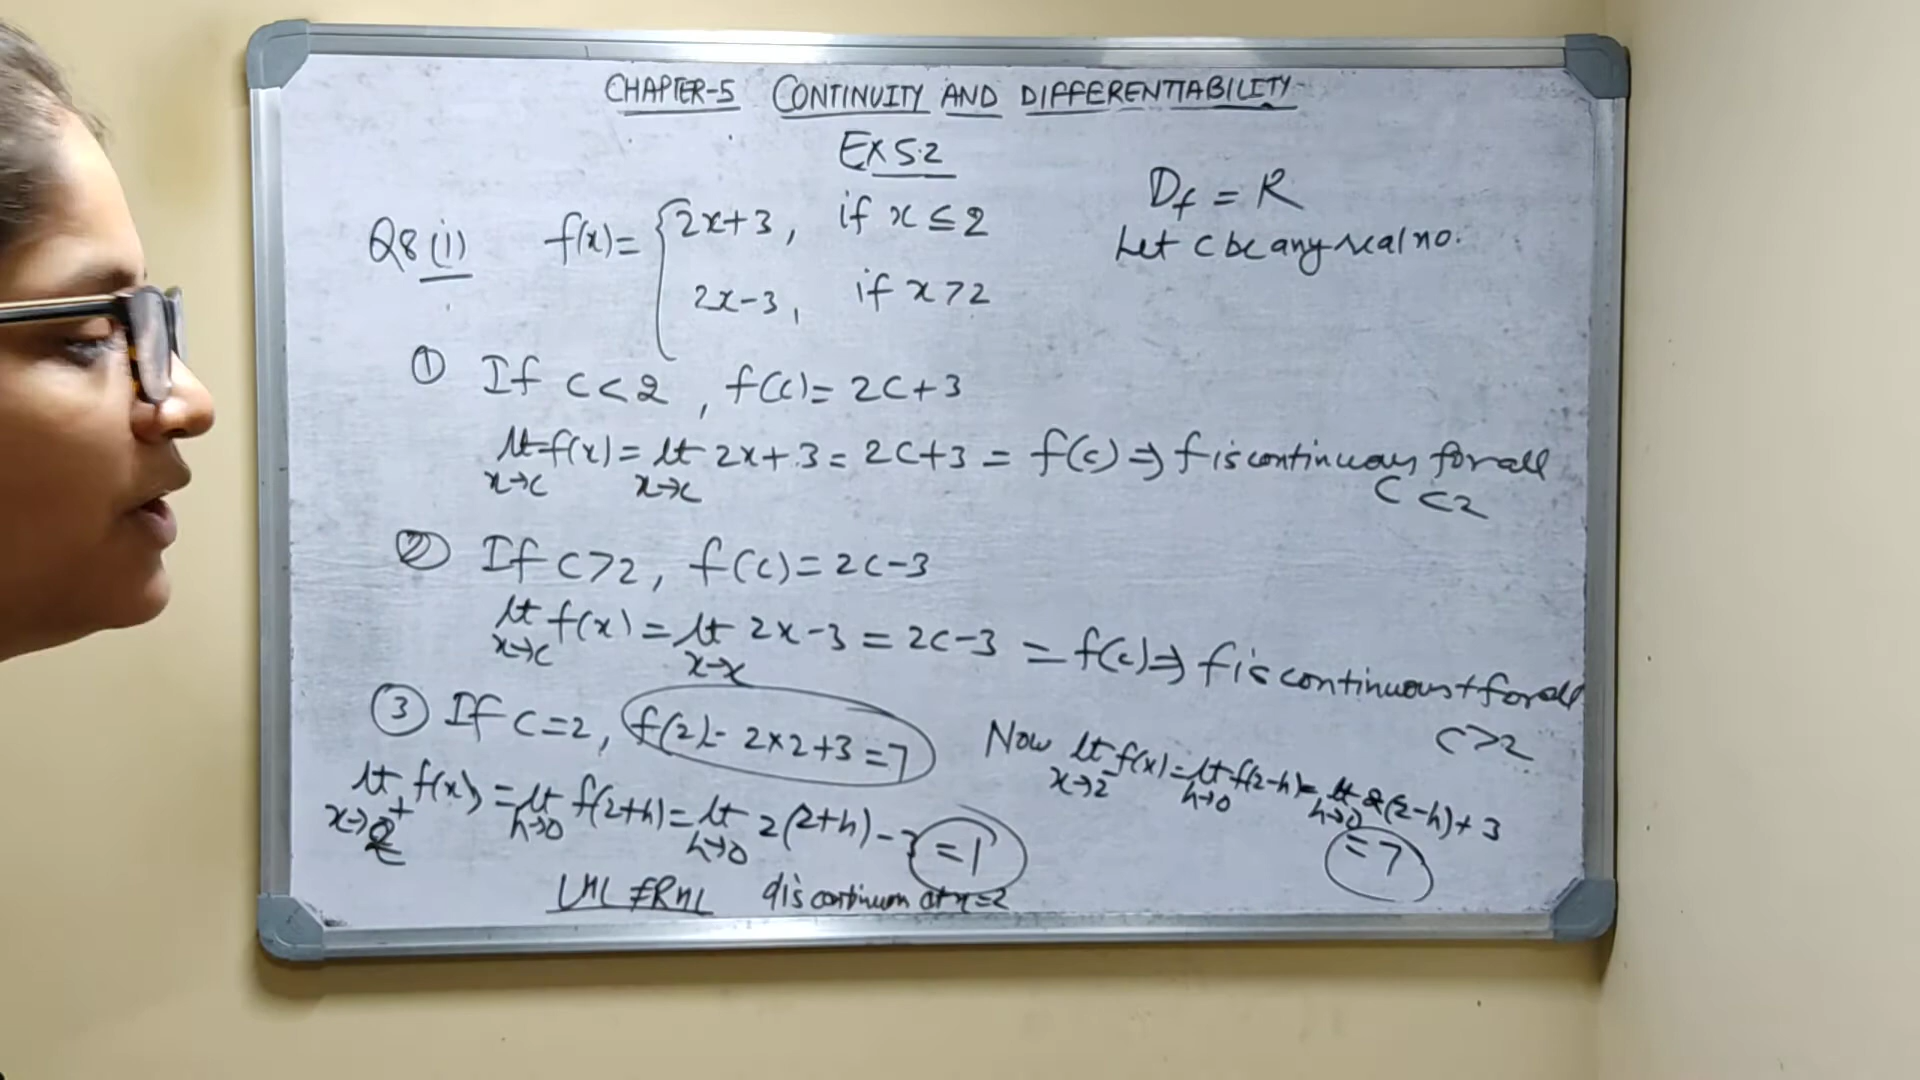 CHAPTER-5 CONTINUITY AND DIFFERENTIABILITY
EX 5.2
Q8 (i) f(x) = { 2x+3, if x ≤ 2
2x-3, if x > 2
Df = R
Let c be any real no.
① If c < 2, f(c) = 2c+3
lt x→c f(x) = lt x→c 2x+3 = 2c+3 = f(c) ⇒ f is continuous for all
c < 2
② If c > 2, f(c) = 2c-3
lt x→c f(x) = lt x→x 2x-3 = 2c-3 = f(c) ⇒ f is continuous for all
c > 2
③ If c = 2, f(2) = 2×2+3 = 7
lt x→2+ f(x) = lt h→0 f(2+h) = lt h→0 2(2+h) - 3 = 1
Now lt x→2- f(x) = lt h→0 f(2-h) = lt h→0 2(2-h) + 3
= 7
LHL ≠ RHL discontinuous at x=2